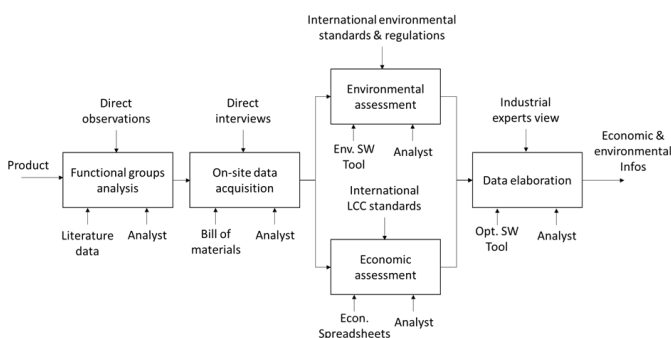 International environmental
standards & regulations
Direct
observations
Direct
interviews
Environmental
assessment
Industrial
experts view
Economic &
environmental
Infos
Product
Functional groups
analysis
On-site data
acquisition
Env. SW
Tool
Analyst
Data elaboration
International
LCC standards
Literature
data
Analyst
Bill of
materials
Analyst
Opt. SW
Tool
Analyst
Economic
assessment
Econ.
Spreadsheets
Analyst